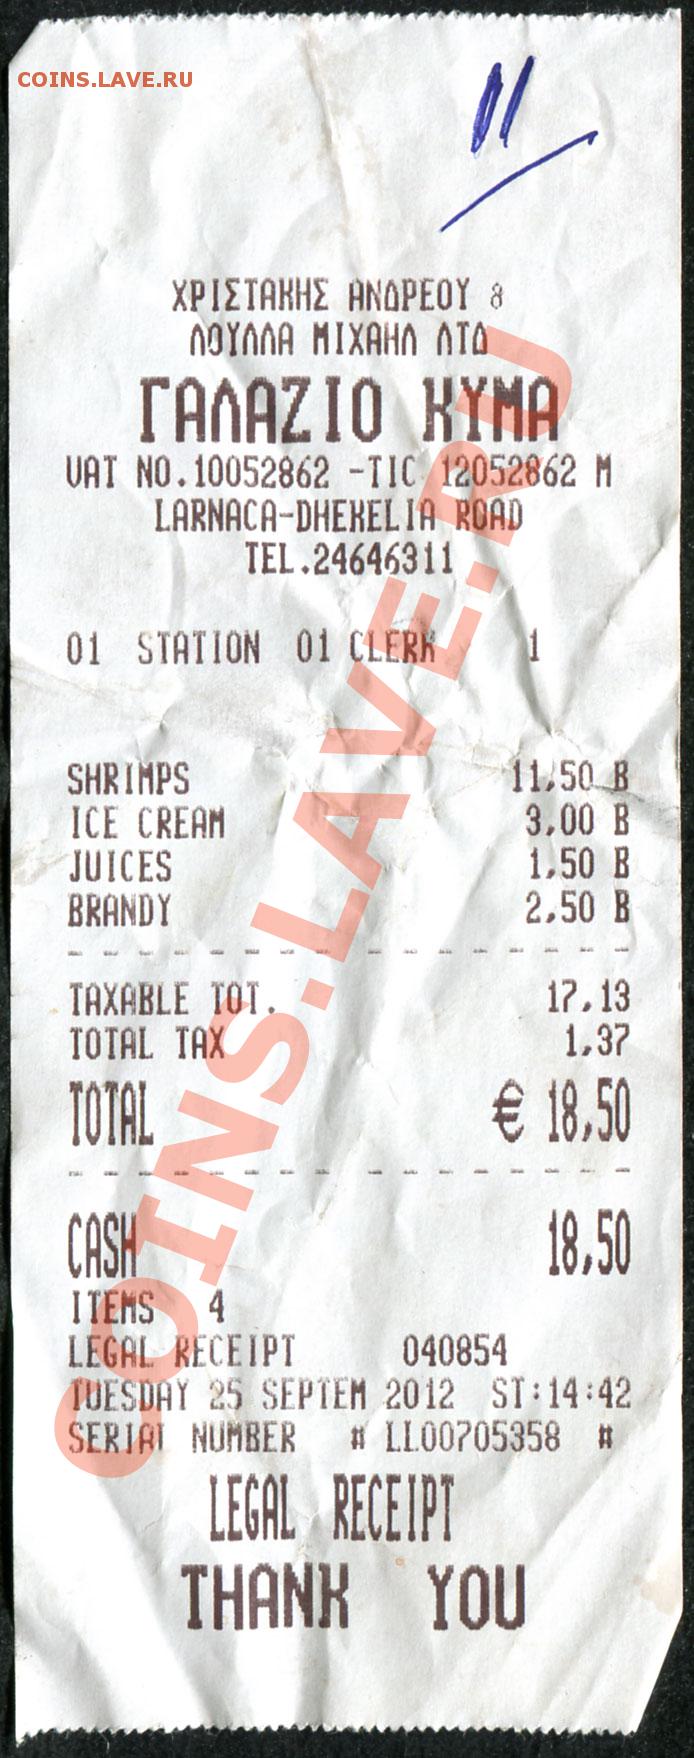 COINS.LAVE.RU
11
ΧΡΙΣΤΑΚΗΣ ΑΝΔΡΕΟΥ &
ΛΟΥΛΛΑ ΜΙΧΑΗΛ ΛΤΔ
ΓΑΛΑΖΙΟ ΚΥΜΑ
VAT NO.10052862 -TIC 12052862 M
LARNACA-DHEKELIA ROAD
TEL.24646311
01 STATION 01 CLERK 1
SHRIMPS 11,50 B
ICE CREAM 3,00 B
JUICES 1,50 B
BRANDY 2,50 B
TAXABLE TOT. 17,13
TOTAL TAX 1,37
TOTAL € 18,50
CASH 18,50
ITEMS 4
LEGAL RECEIPT 040854
TUESDAY 25 SEPTEM 2012 ST:14:42
SERIAL NUMBER # LL00705358 #
LEGAL RECEIPT
THANK YOU
COINS.LAVE.RU